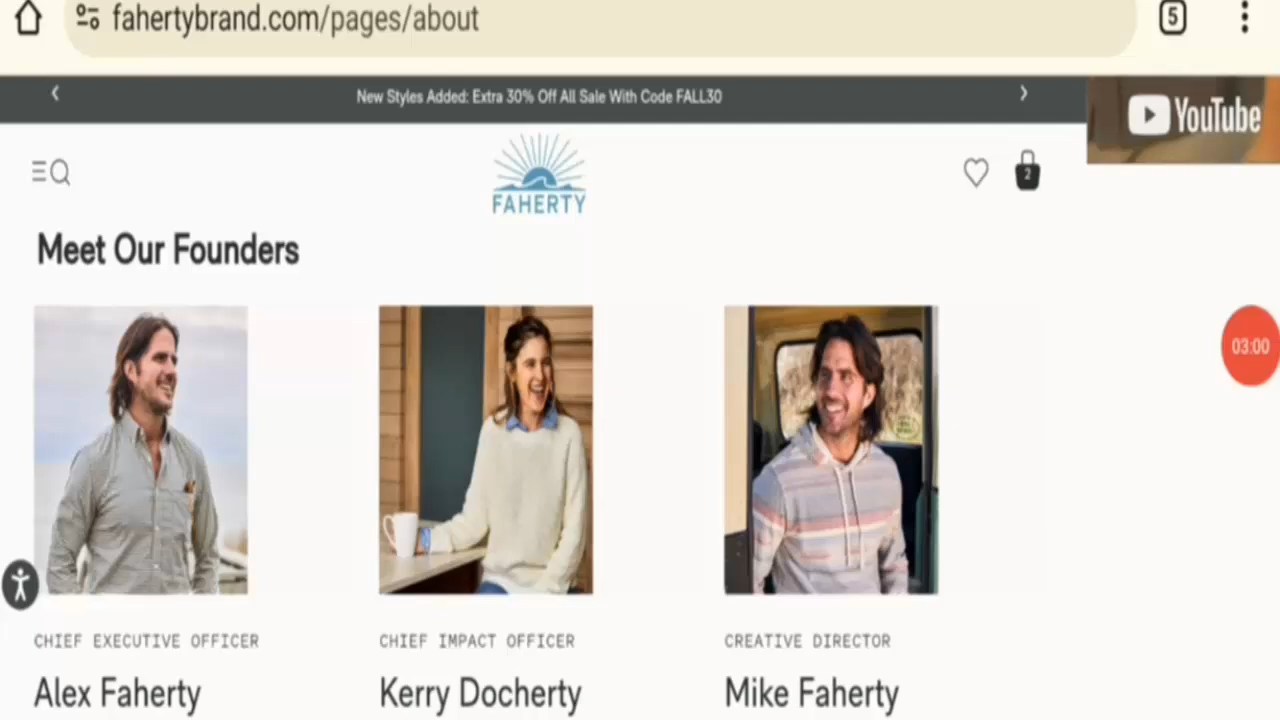 fahertybrand.com/pages/about
5
New Styles Added: Extra 30% Off All Sale With Code FALL30
YouTube
FAHERTY
2
Meet Our Founders
03:00
CHIEF EXECUTIVE OFFICER
CHIEF IMPACT OFFICER
CREATIVE DIRECTOR
Alex Faherty
Kerry Docherty
Mike Faherty